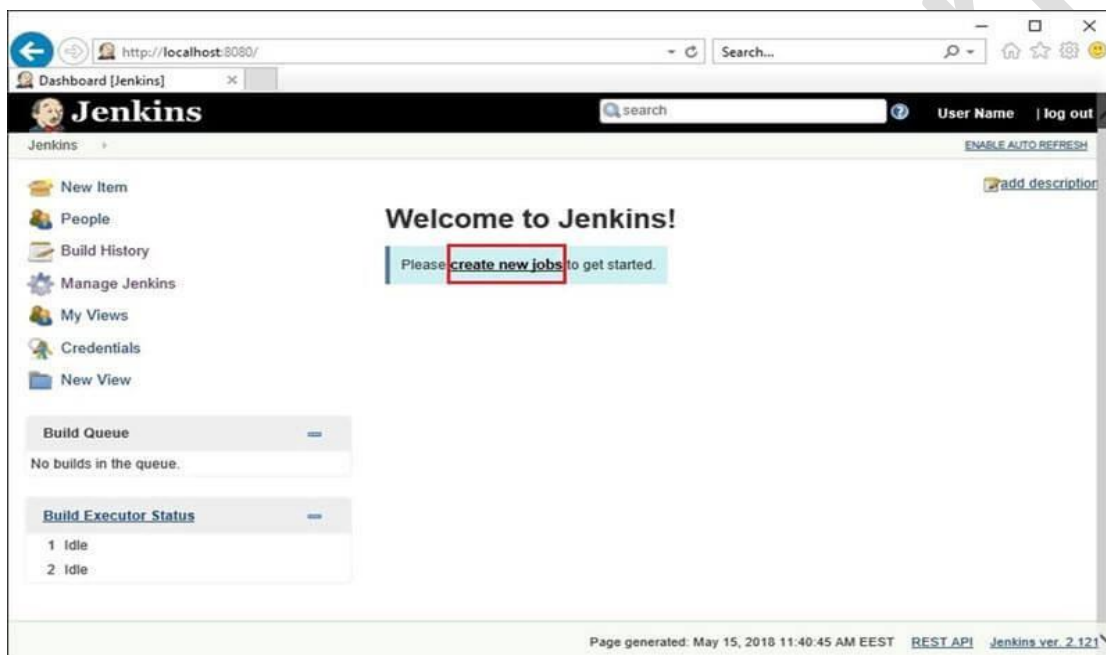 http://localhost:8080/
Search...
Dashboard [Jenkins]
Jenkins
search
User Name | log out
Jenkins
ENABLE AUTO REFRESH
New Item
add description
People
Welcome to Jenkins!
Build History
Please create new jobs to get started.
Manage Jenkins
My Views
Credentials
New View
Build Queue
No builds in the queue.
Build Executor Status
1 Idle
2 Idle
Page generated: May 15, 2018 11:40:45 AM EEST REST API Jenkins ver. 2.121